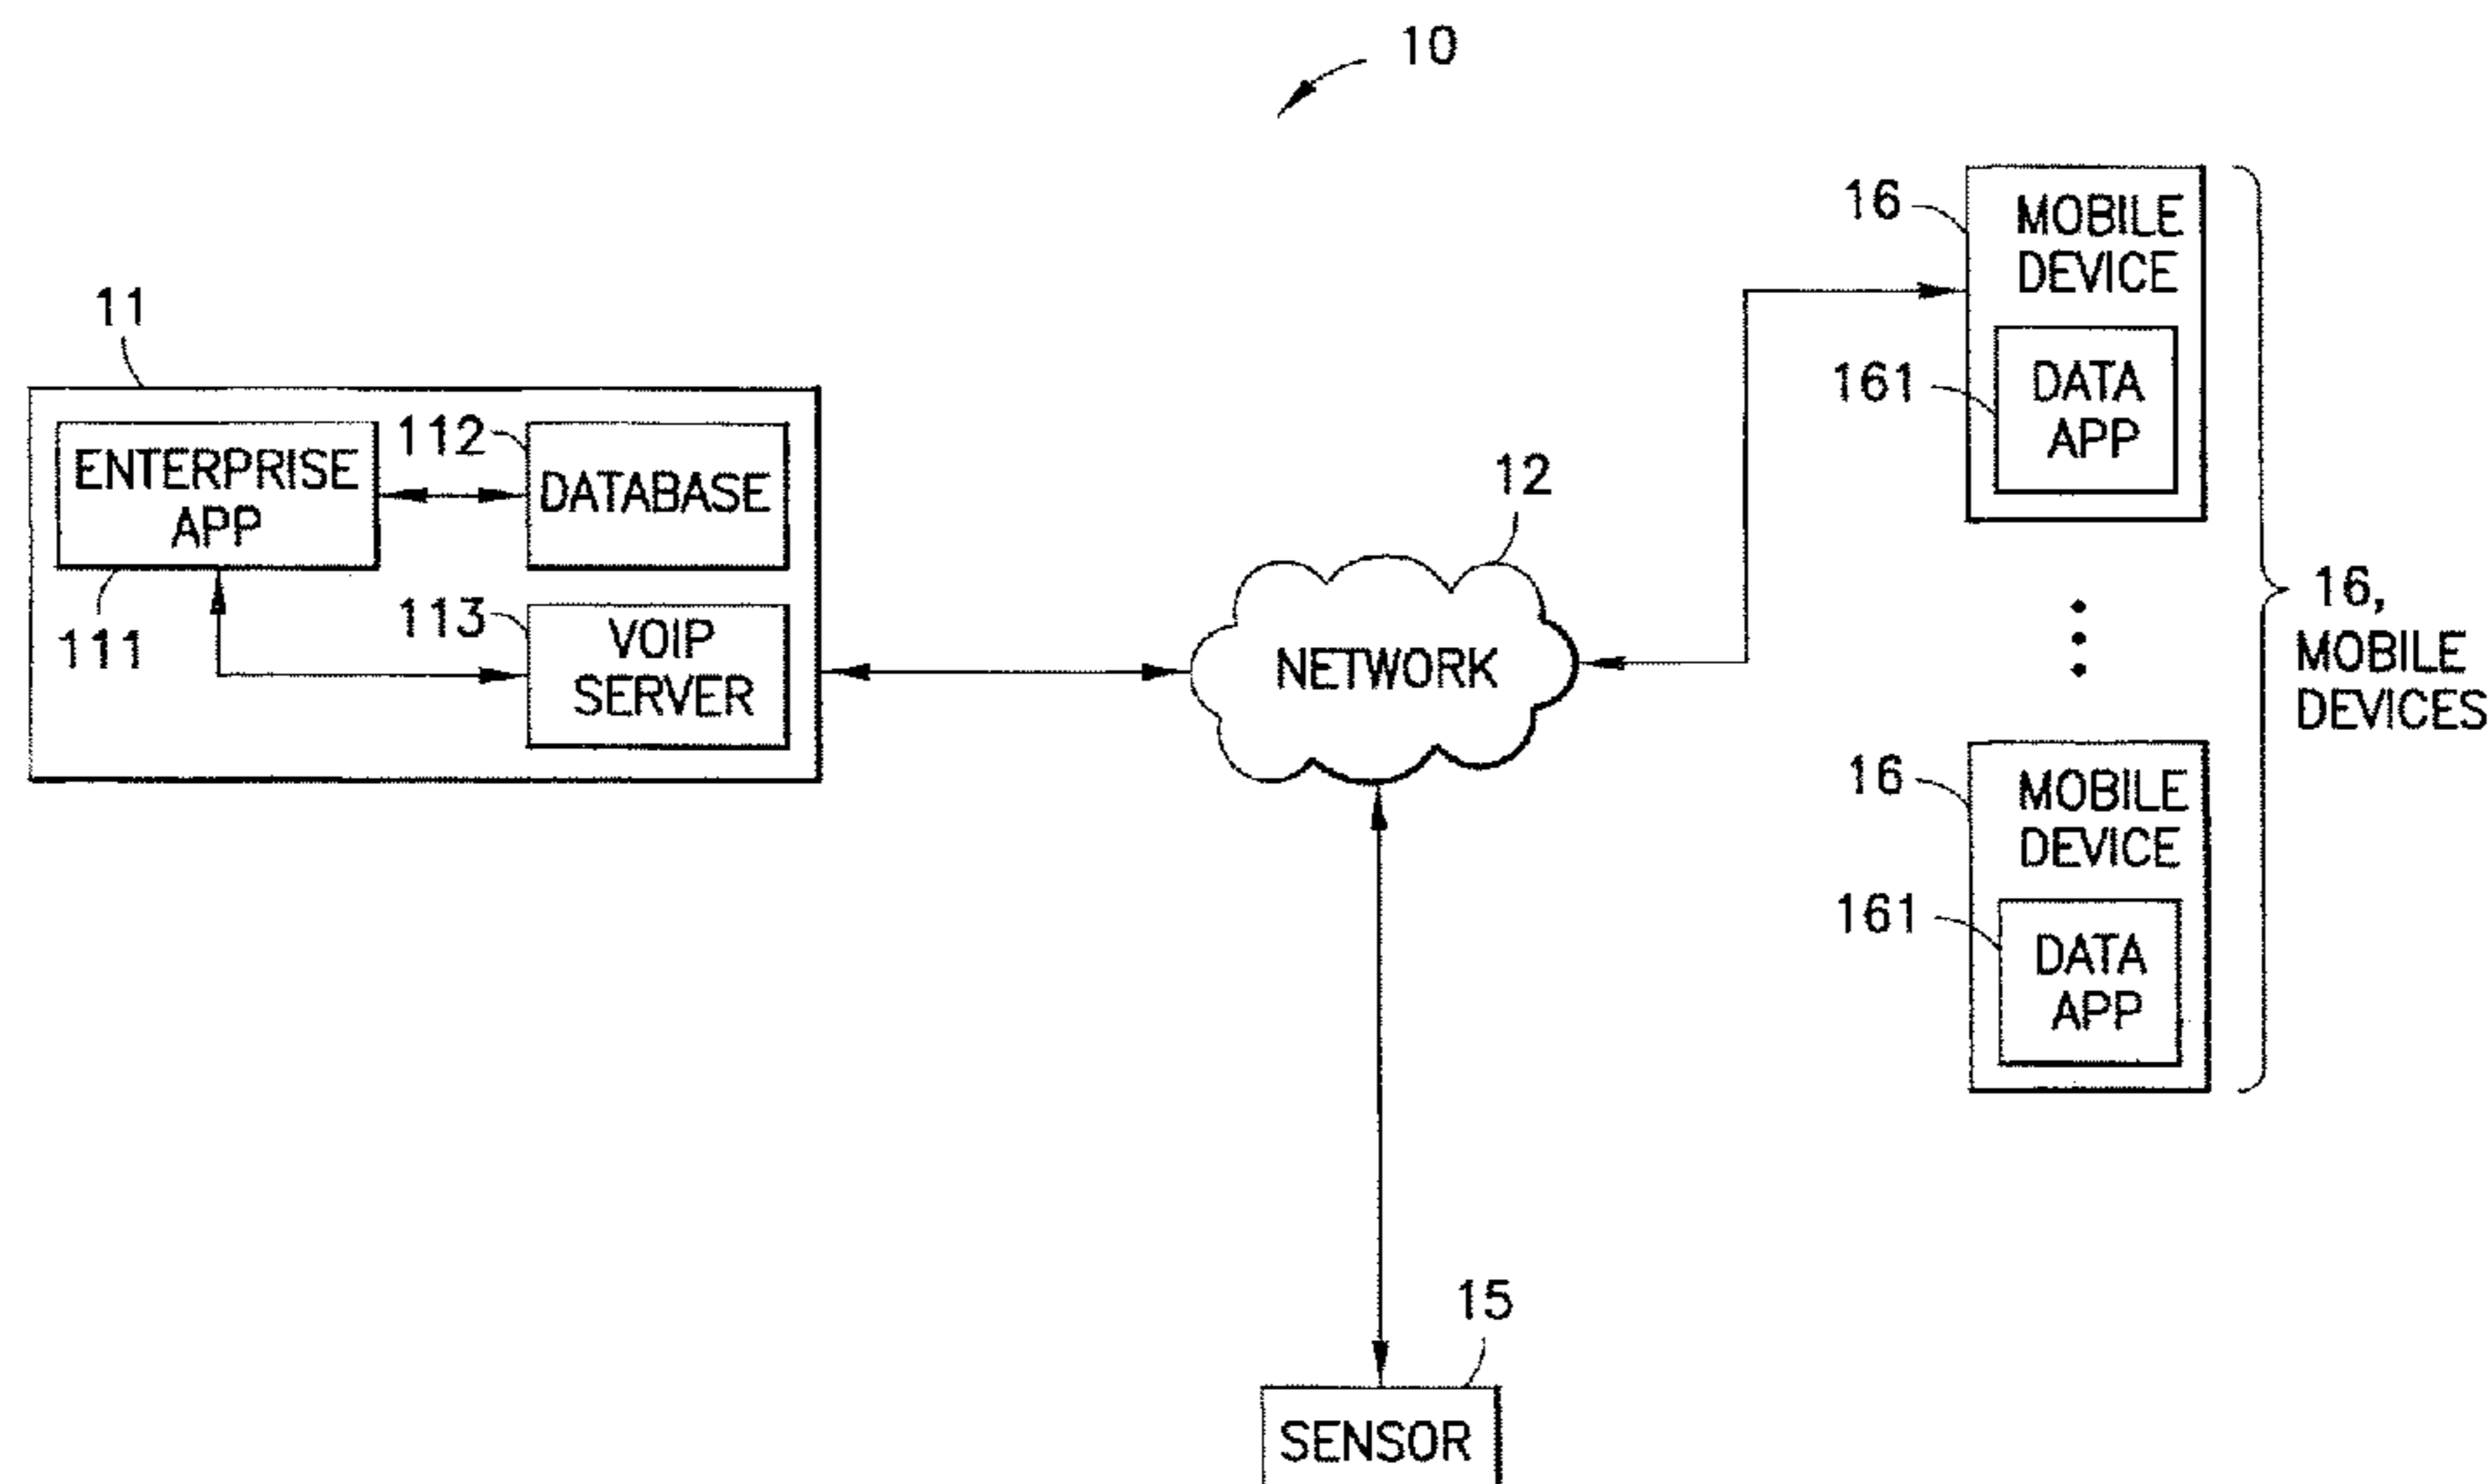 10
11
ENTERPRISE
APP
111
112
DATABASE
113
VOIP
SERVER
12
NETWORK
16
MOBILE
DEVICE
161
DATA
APP
16,
MOBILE
DEVICES
16
MOBILE
DEVICE
161
DATA
APP
15
SENSOR